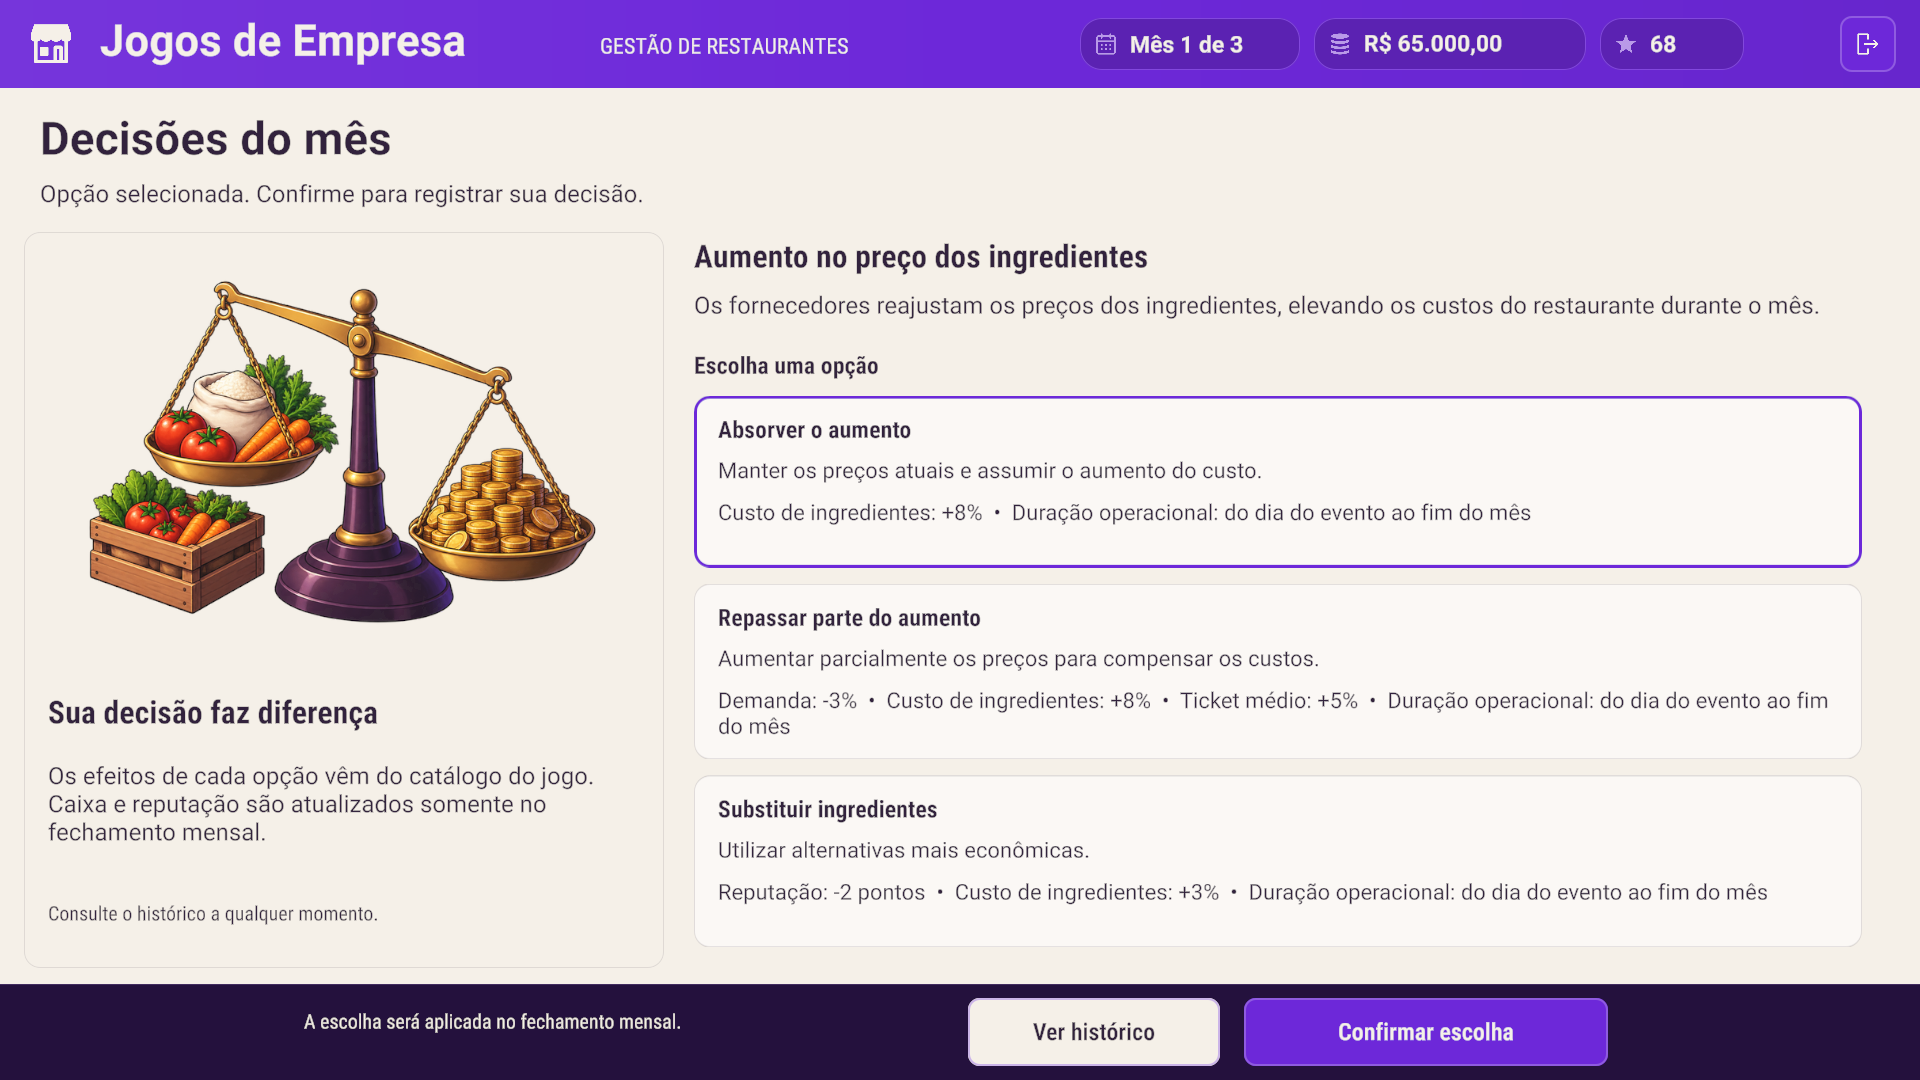 Jogos de Empresa
GESTÃO DE RESTAURANTES
Mês 1 de 3
R$ 65.000,00
68
Decisões do mês
Opção selecionada. Confirme para registrar sua decisão.
Sua decisão faz diferença
Os efeitos de cada opção vêm do catálogo do jogo.
Caixa e reputação são atualizados somente no
fechamento mensal.
Consulte o histórico a qualquer momento.
Aumento no preço dos ingredientes
Os fornecedores reajustam os preços dos ingredientes, elevando os custos do restaurante durante o mês.
Escolha uma opção
Absorver o aumento
Manter os preços atuais e assumir o aumento do custo.
Custo de ingredientes: +8% • Duração operacional: do dia do evento ao fim do mês
Repassar parte do aumento
Aumentar parcialmente os preços para compensar os custos.
Demanda: -3% • Custo de ingredientes: +8% • Ticket médio: +5% • Duração operacional: do dia do evento ao fim
do mês
Substituir ingredientes
Utilizar alternativas mais econômicas.
Reputação: -2 pontos • Custo de ingredientes: +3% • Duração operacional: do dia do evento ao fim do mês
A escolha será aplicada no fechamento mensal.
Ver histórico
Confirmar escolha